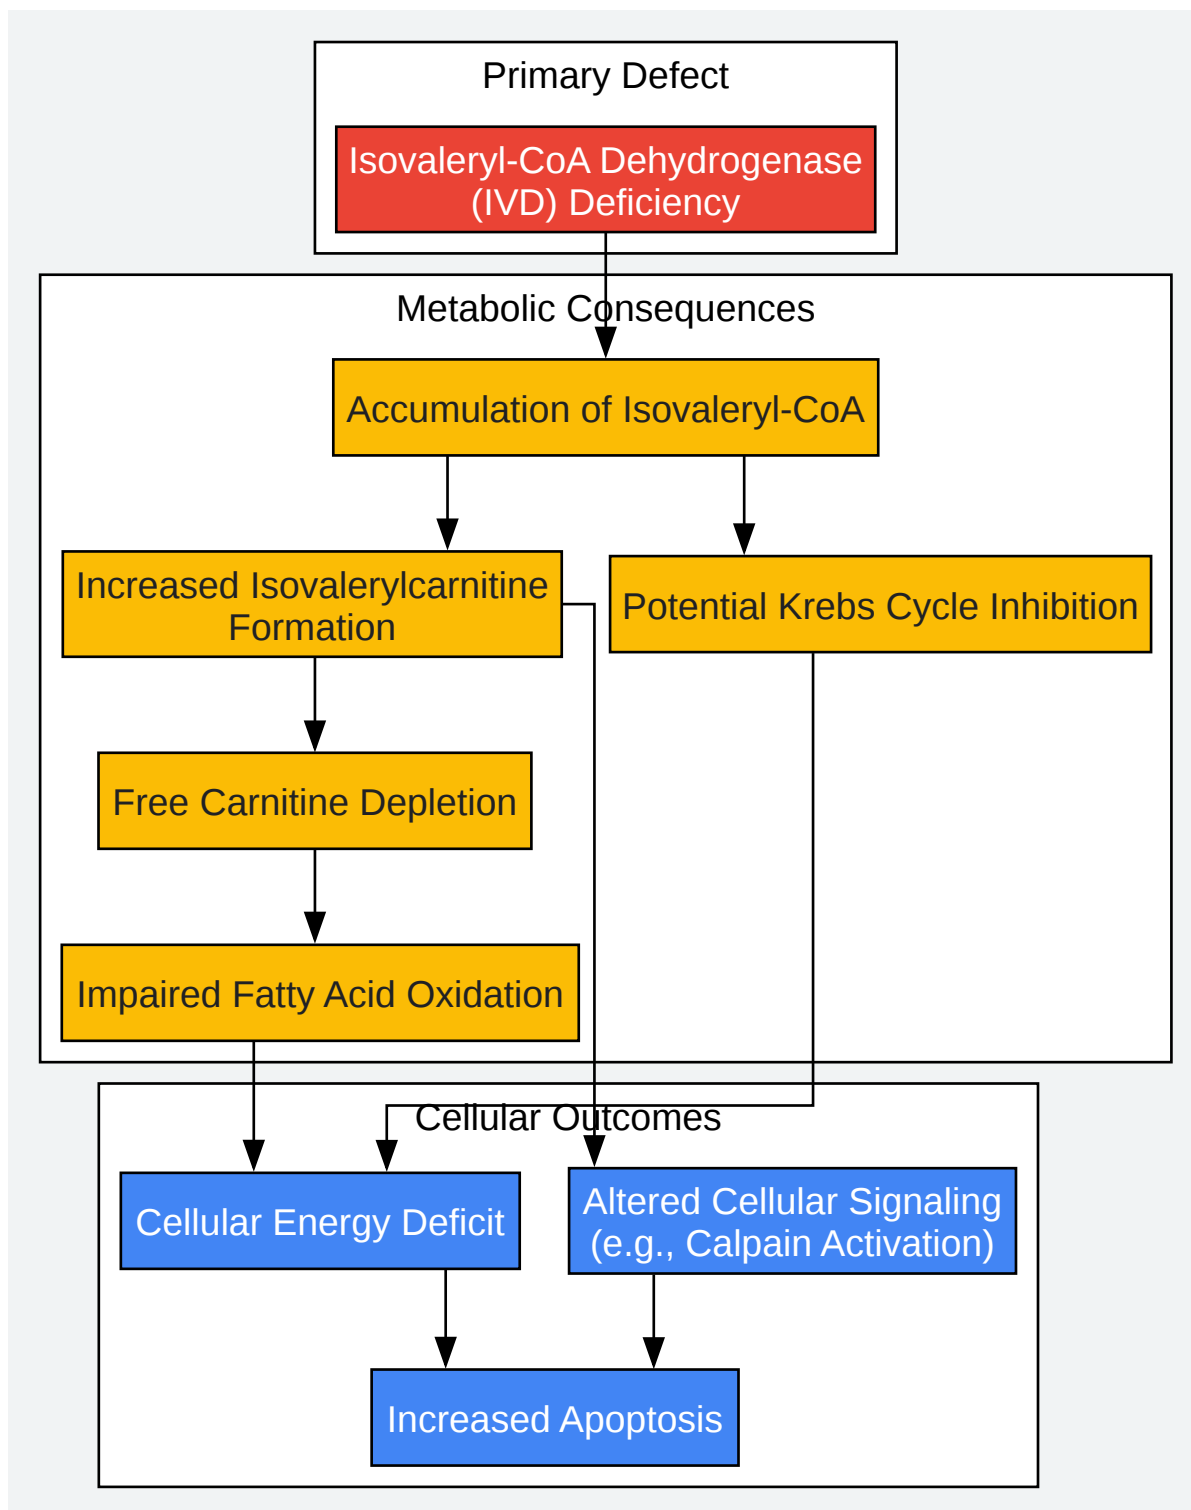 Primary Defect
Isovaleryl-CoA Dehydrogenase
(IVD) Deficiency
Metabolic Consequences
Accumulation of Isovaleryl-CoA
Increased Isovalerylcarnitine
Formation
Potential Krebs Cycle Inhibition
Free Carnitine Depletion
Impaired Fatty Acid Oxidation
Cellular Outcomes
Cellular Energy Deficit
Altered Cellular Signaling
(e.g., Calpain Activation)
Increased Apoptosis